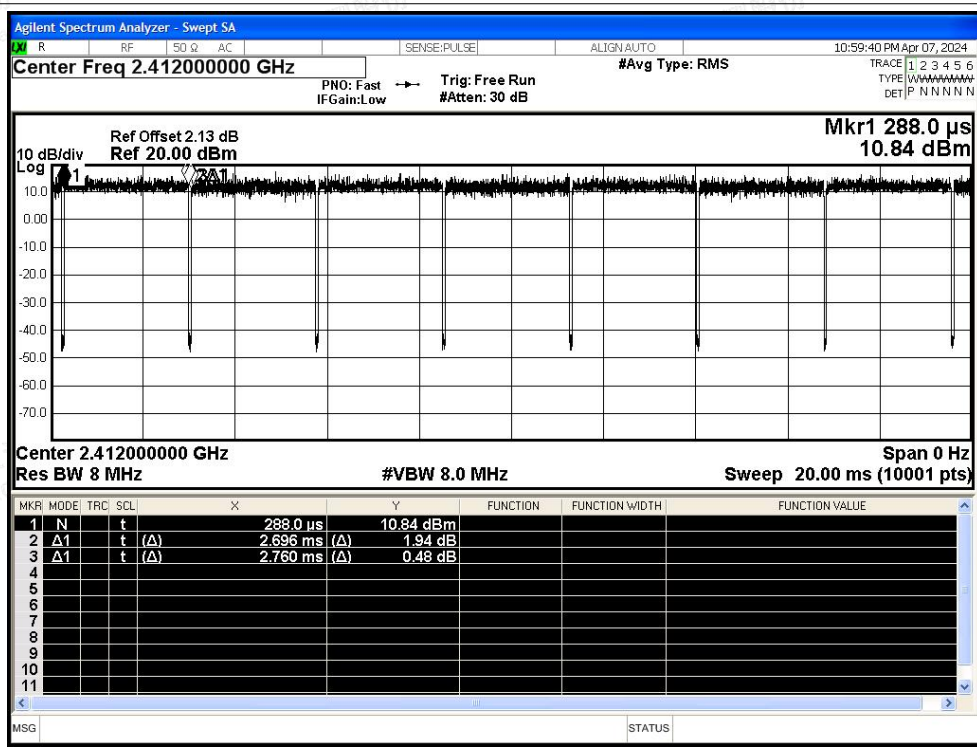 Agilent Spectrum Analyzer - Swept SA
LXI R RF 50 Ω AC SENSE:PULSE ALIGN AUTO 10:59:40 PM Apr 07, 2024
Center Freq 2.412000000 GHz
PNO: Fast
IFGain:Low
Trig: Free Run
#Atten: 30 dB
#Avg Type: RMS
TRACE 1 2 3 4 5 6
TYPE WWWWWW
DET P N N N N N
Mkr1 288.0 µs
10.84 dBm
Ref Offset 2.13 dB
10 dB/div Ref 20.00 dBm
Log
1
3Δ1
10.0
0.00
-10.0
-20.0
-30.0
-40.0
-50.0
-60.0
-70.0
Center 2.412000000 GHz Span 0 Hz
Res BW 8 MHz #VBW 8.0 MHz Sweep 20.00 ms (10001 pts)
MKR MODE TRC SCL X Y FUNCTION FUNCTION WIDTH FUNCTION VALUE
1 N t 288.0 µs 10.84 dBm
2 Δ1 t (Δ) 2.696 ms (Δ) 1.94 dB
3 Δ1 t (Δ) 2.760 ms (Δ) 0.48 dB
4
5
6
7
8
9
10
11
MSG STATUS